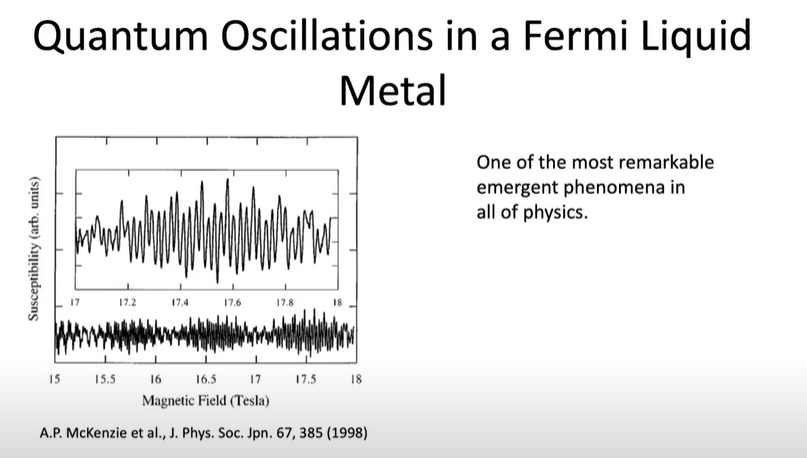 Quantum Oscillations in a Fermi Liquid
Metal
One of the most remarkable
emergent phenomena in
all of physics.
Susceptibility (arb. units)
17 17.2 17.4 17.6 17.8 18
15 15.5 16 16.5 17 17.5 18
Magnetic Field (Tesla)
A.P. McKenzie et al., J. Phys. Soc. Jpn. 67, 385 (1998)